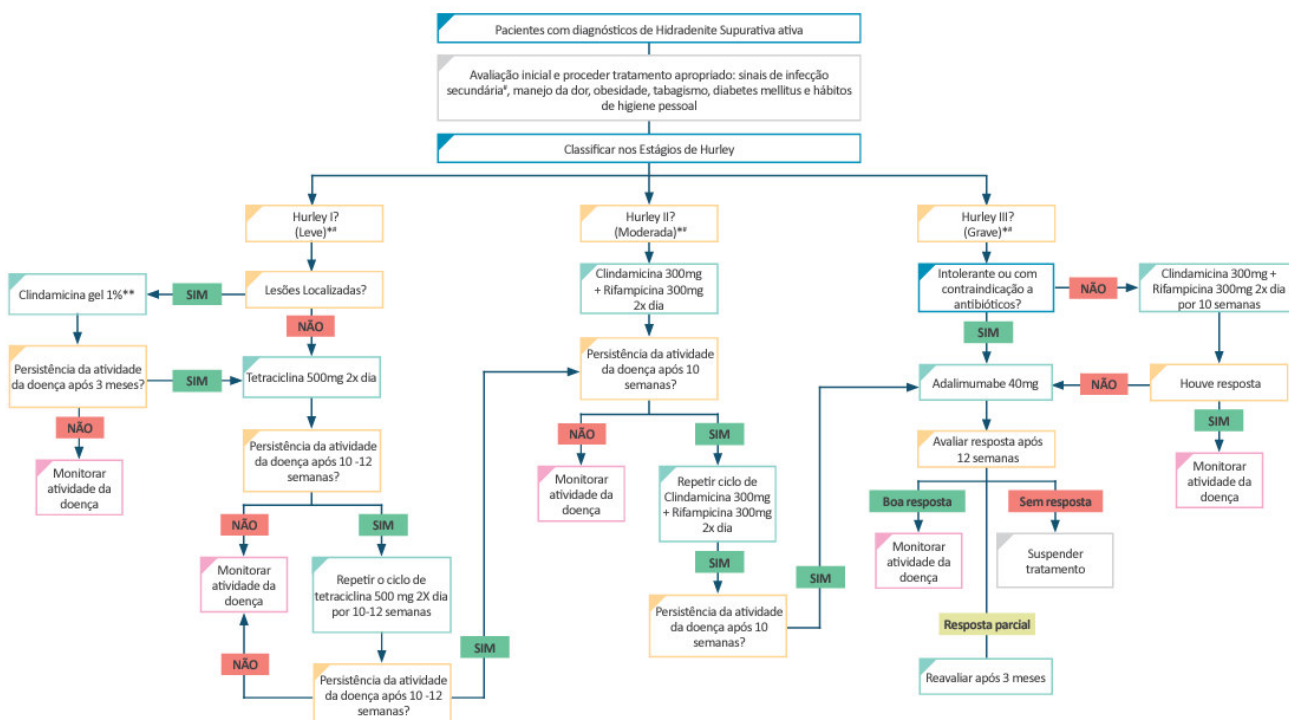 Pacientes com diagnósticos de Hidradenite Supurativa ativa
Avaliação inicial e proceder tratamento apropriado: sinais de infecção
secundária#, manejo da dor, obesidade, tabagismo, diabetes mellitus e hábitos
de higiene pessoal
Classificar nos Estágios de Hurley
Hurley I?
(Leve)*#
Lesões Localizadas?
SIM
Clindamicina gel 1%**
NÃO
Persistência da atividade
da doença após 3 meses?
SIM
Tetraciclina 500mg 2x dia
NÃO
Monitorar
atividade da
doença
Persistência da atividade
da doença após 10 -12
semanas?
NÃO
SIM
Monitorar
atividade da
doença
Repetir o ciclo de
tetraciclina 500 mg 2X dia
por 10-12 semanas
NÃO
Persistência da atividade
da doença após 10 -12
semanas?
SIM
Hurley II?
(Moderada)*#
Clindamicina 300mg
+ Rifampicina 300mg
2x dia
Persistência da atividade
da doença após 10
semanas?
NÃO
SIM
Monitorar
atividade da
doença
Repetir ciclo de
Clindamicina 300mg
+ Rifampicina 300mg
2x dia
SIM
Persistência da atividade
da doença após 10
semanas?
SIM
Hurley III?
(Grave)*#
Intolerante ou com
contraindicação a
antibióticos?
NÃO
Clindamicina 300mg +
Rifampicina 300mg 2x dia
por 10 semanas
SIM
Adalimumabe 40mg
NÃO
Houve resposta
SIM
Monitorar
atividade da
doença
Avaliar resposta após
12 semanas
Boa resposta
Sem resposta
Monitorar
atividade da
doença
Suspender
tratamento
Resposta parcial
Reavaliar após 3 meses